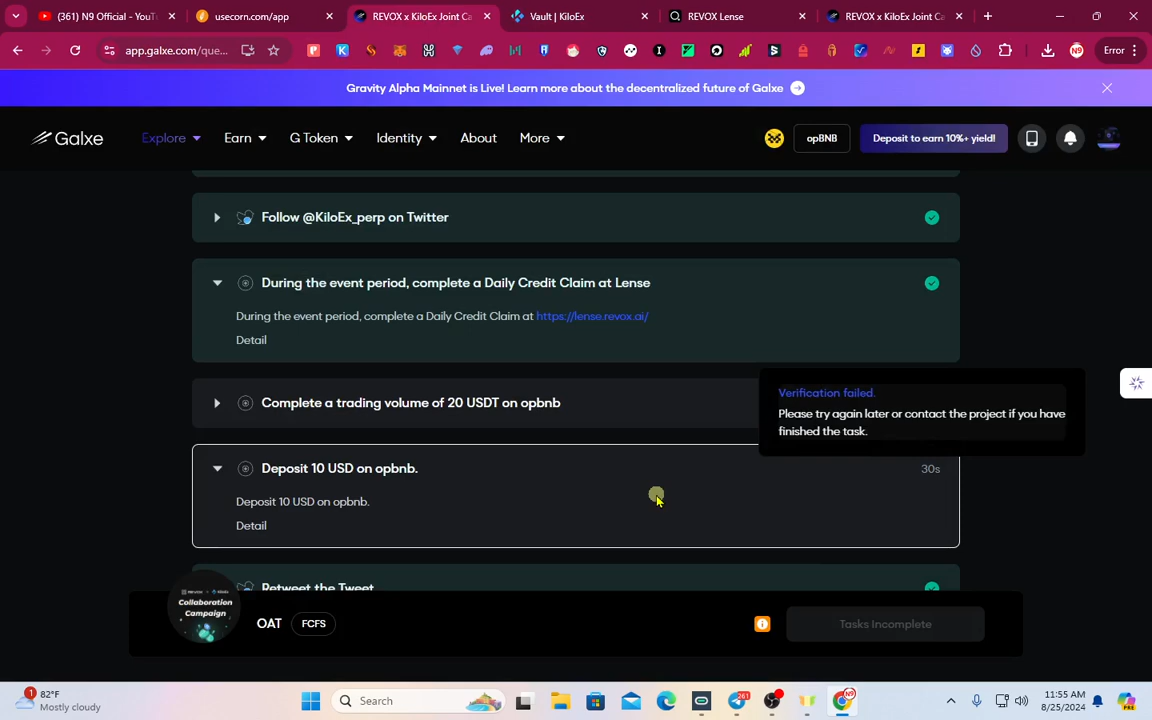 (361) N9 Official - YouT
usecorn.com/app
REVOX x KiloEx Joint Ca
Vault | KiloEx
REVOX Lense
REVOX x KiloEx Joint Ca
app.galxe.com/que...
Error
Gravity Alpha Mainnet is Live! Learn more about the decentralized future of Galxe
Galxe
Explore
Earn
G Token
Identity
About
More
opBNB
Deposit to earn 10%+ yield!
Follow @KiloEx_perp on Twitter
During the event period, complete a Daily Credit Claim at Lense
During the event period, complete a Daily Credit Claim at https://lense.revox.ai/
Detail
Complete a trading volume of 20 USDT on opbnb
Verification failed.
Please try again later or contact the project if you have
finished the task.
Deposit 10 USD on opbnb.
30s
Deposit 10 USD on opbnb.
Detail
Retweet the Tweet
Collaboration
Campaign
OAT
FCFS
Tasks Incomplete
1
82°F
Mostly cloudy
Search
261
N9
11:55 AM
8/25/2024